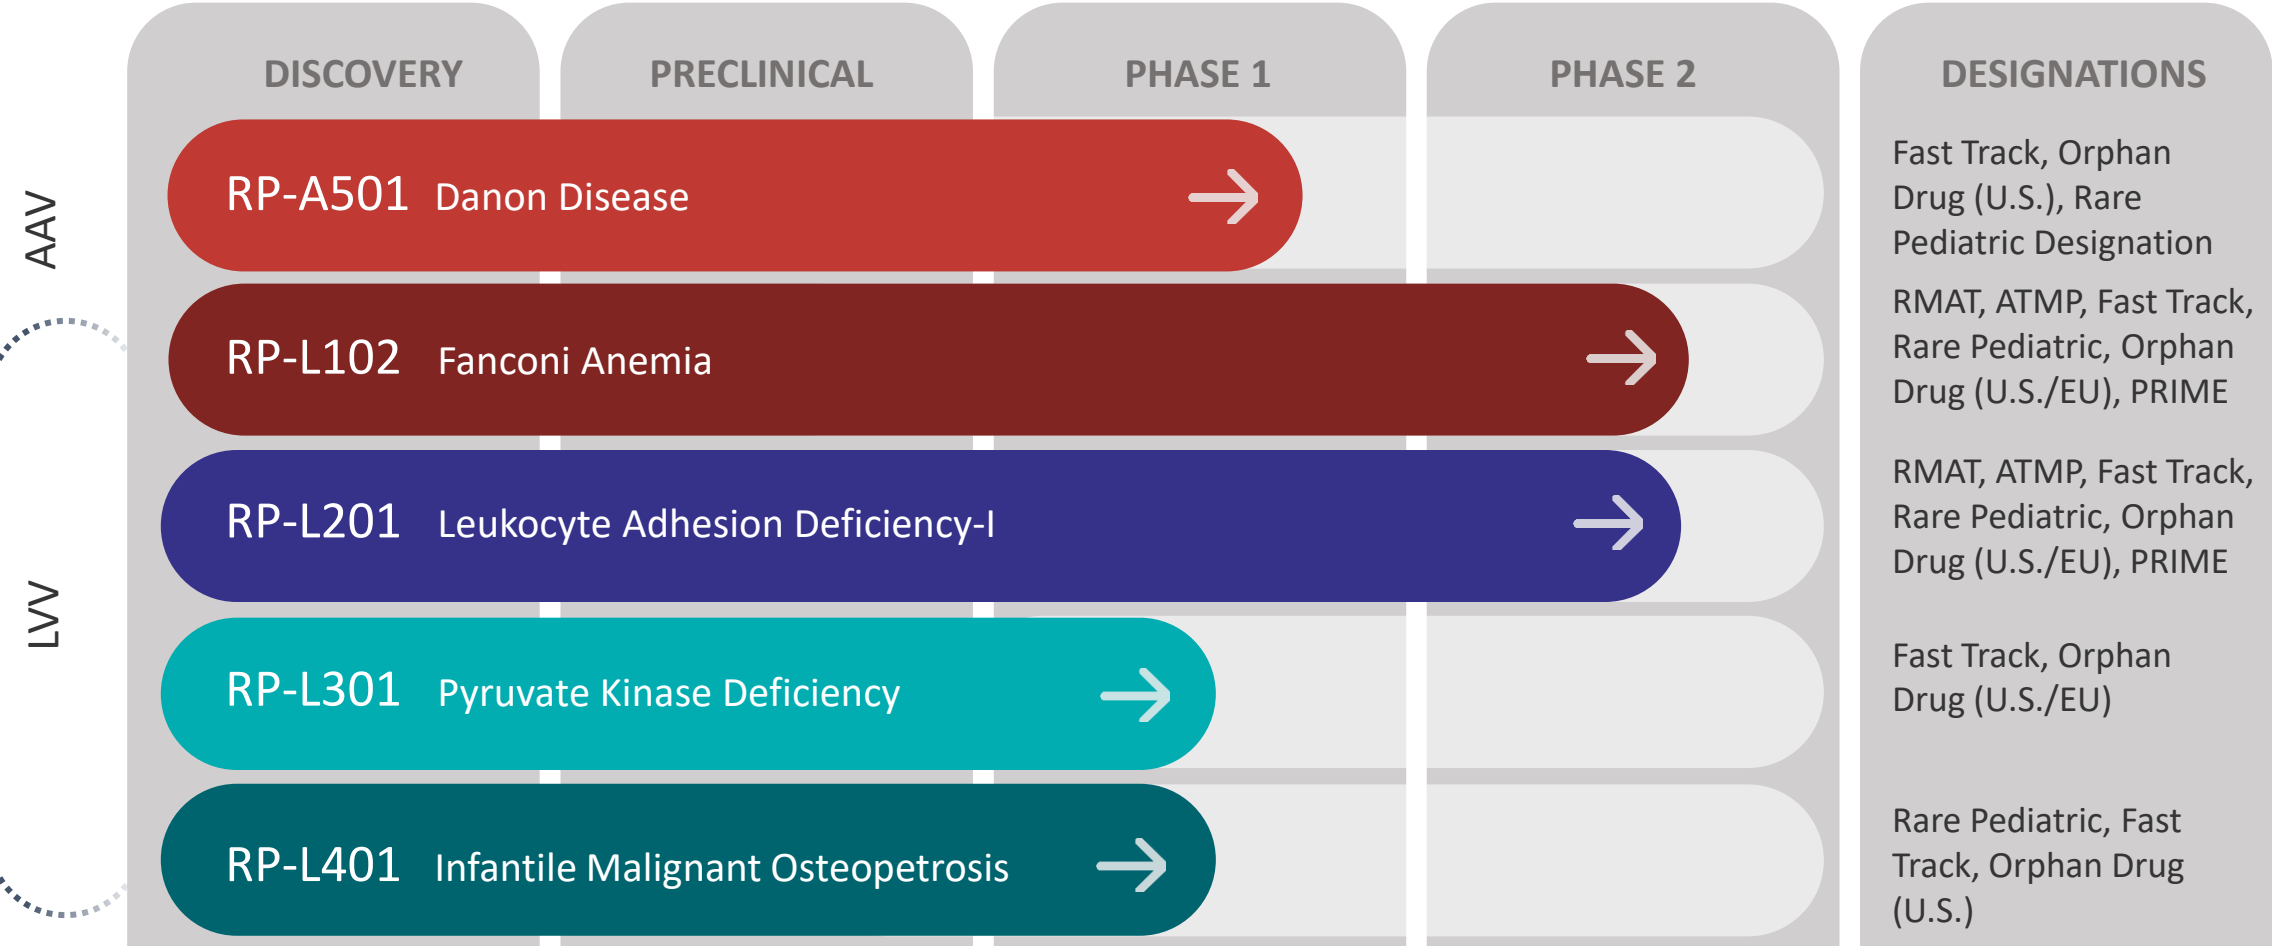 DISCOVERY
PRECLINICAL
PHASE 1
PHASE 2
DESIGNATIONS
AAV
RP-A501 Danon Disease
Fast Track, Orphan
Drug (U.S.), Rare
Pediatric Designation
LVV
RP-L102 Fanconi Anemia
RMAT, ATMP, Fast Track,
Rare Pediatric, Orphan
Drug (U.S./EU), PRIME
RP-L201 Leukocyte Adhesion Deficiency-I
RMAT, ATMP, Fast Track,
Rare Pediatric, Orphan
Drug (U.S./EU), PRIME
RP-L301 Pyruvate Kinase Deficiency
Fast Track, Orphan
Drug (U.S./EU)
RP-L401 Infantile Malignant Osteopetrosis
Rare Pediatric, Fast
Track, Orphan Drug
(U.S.)